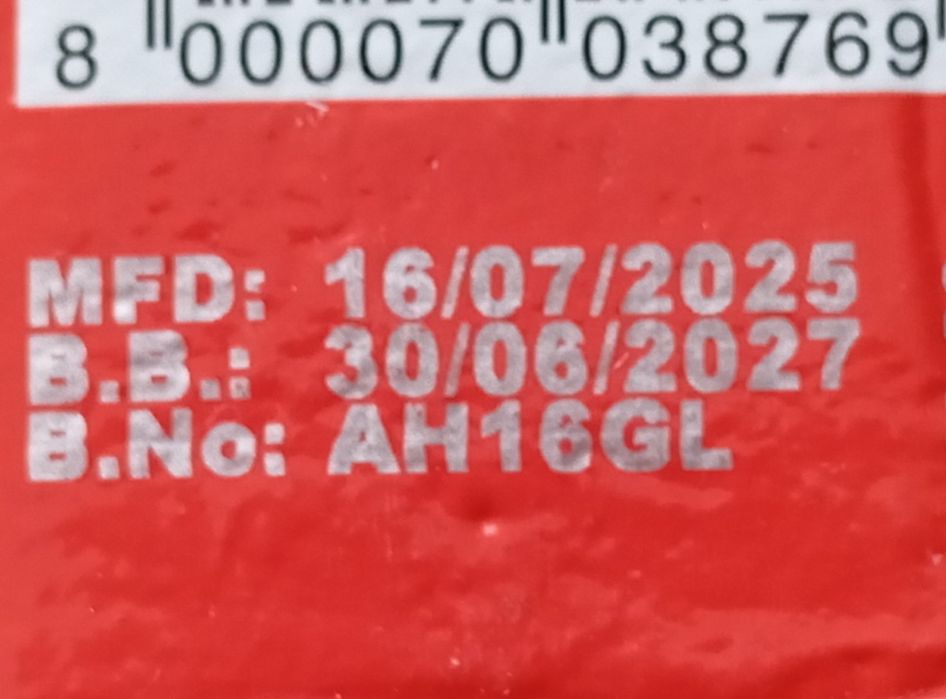 8 000070 038769
MFD: 16/07/2025
B.B.: 30/06/2027
B.No: AH16GL